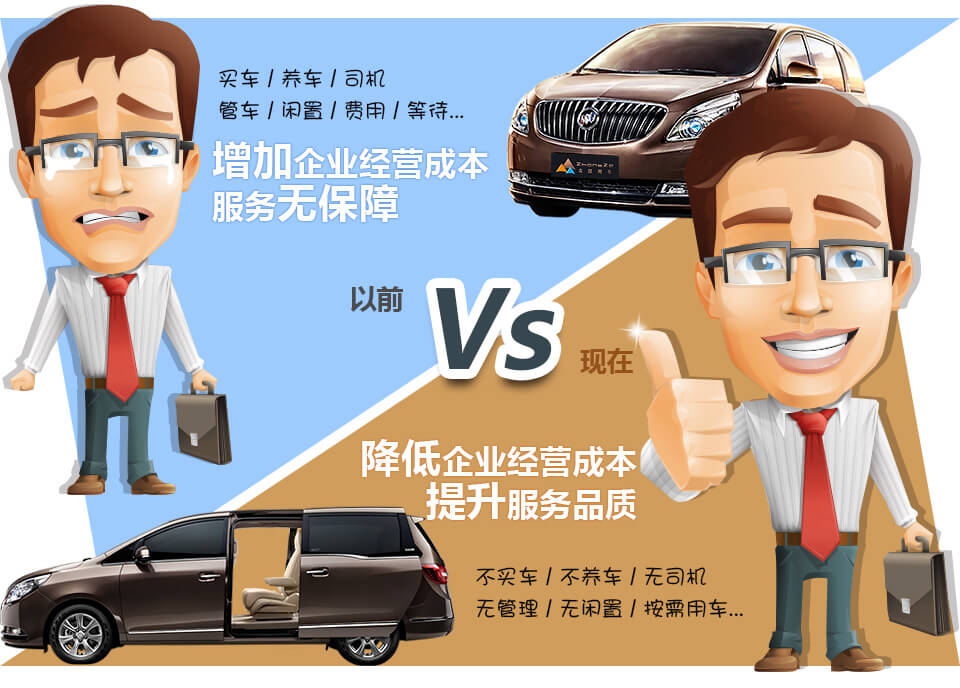 买车 / 养车 / 司机
管车 / 闲置 / 费用 / 等待...
增加企业经营成本
服务无保障
以前
Vs
现在
降低企业经营成本
提升服务品质
不买车 / 不养车 / 无司机
无管理 / 无闲置 / 按需用车...